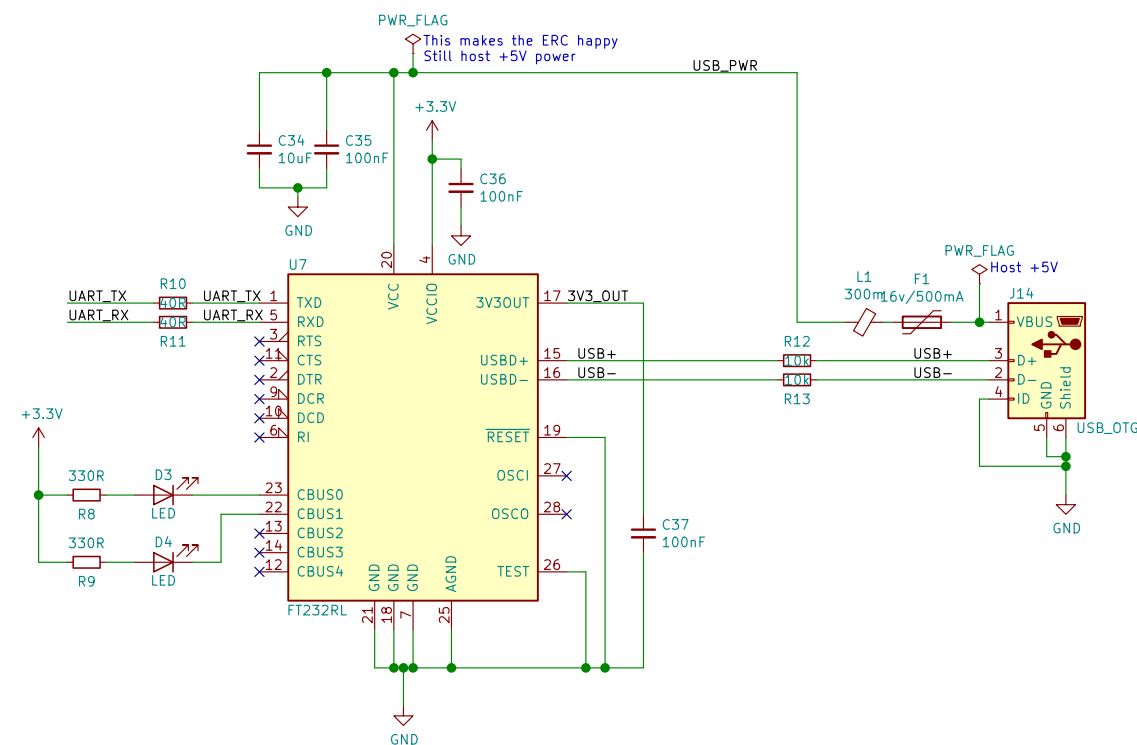 PWR_FLAG
This makes the ERC happy
Still host +5V power
USB_PWR
+3.3V
C34
10uF
C35
100nF
C36
100nF
GND
GND
U7
20
VCC
4
VCCIO
UART_TX
R10
40R
UART_TX
1
TXD
UART_RX
40R
R11
UART_RX
5
RXD
3
RTS
11
CTS
2
DTR
9
DCR
10
DCD
6
RI
23
CBUS0
22
CBUS1
13
CBUS2
14
CBUS3
12
CBUS4
3V3OUT
17
3V3_OUT
USBD+
15
USB+
USBD-
16
USB-
RESET
19
OSCI
27
OSCO
28
TEST
26
GND
21
GND
18
GND
7
AGND
25
FT232RL
GND
+3.3V
330R
R8
D3
LED
330R
R9
D4
LED
C37
100nF
PWR_FLAG
Host +5V
L1
300m
F1
16v/500mA
R12
10k
10k
R13
USB+
USB-
J14
1
VBUS
3
D+
2
D-
4
ID
GND
5
Shield
6
USB_OTG
GND